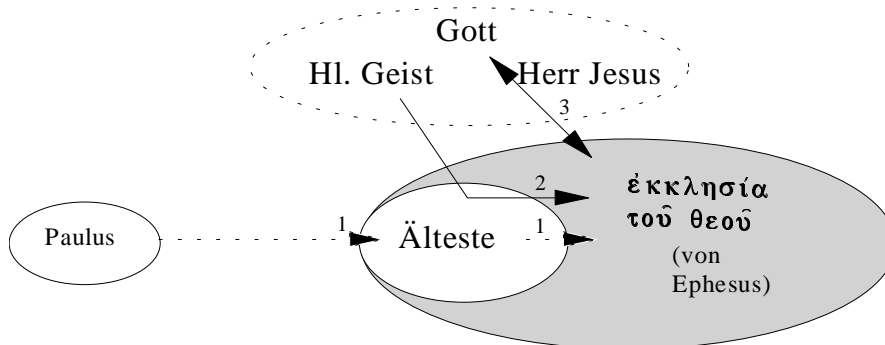 Gott
Hl. Geist Herr Jesus
3
2
ἐκκλησία
τοῦ θεοῦ
Paulus 1 Älteste 1
(von
Ephesus)